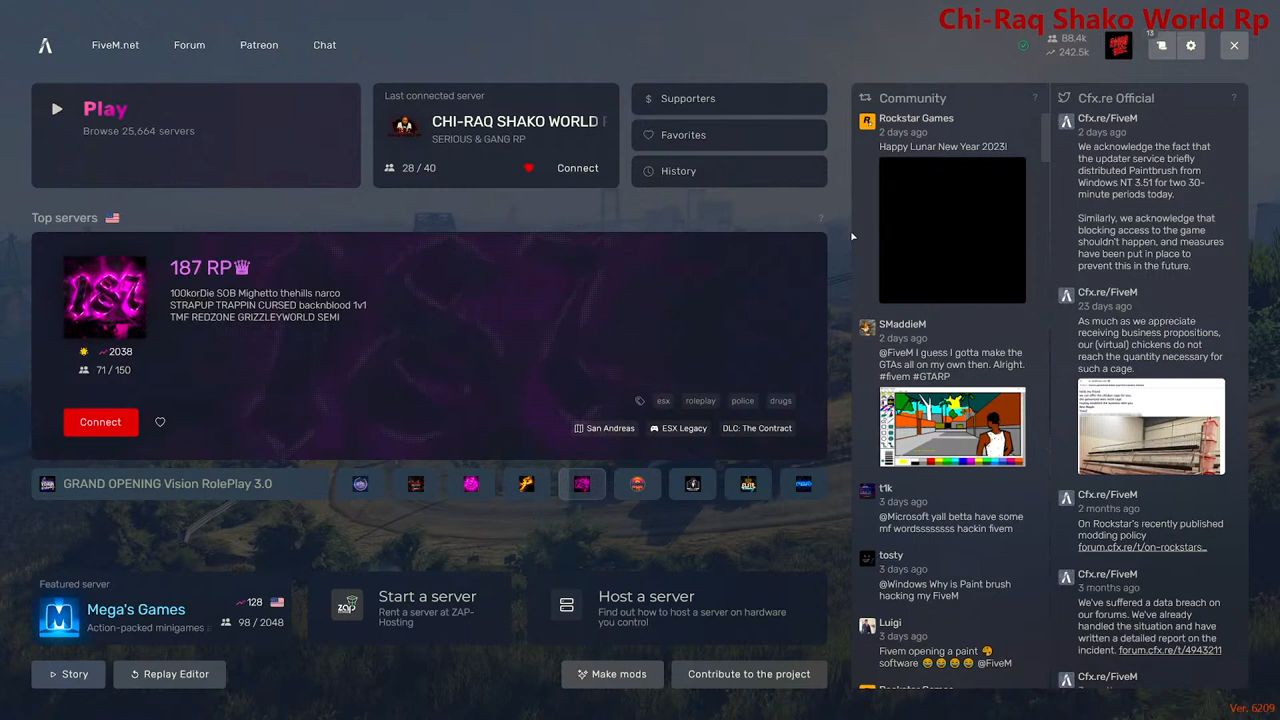 Chi-Raq Shako World Rp
FiveM.net
Forum
Patreon
Chat
88.4k
242.5k
13
Play
Browse 25,664 servers
Last connected server
CHI-RAQ SHAKO WORLD
SERIOUS & GANG RP
28 / 40
Connect
$ Supporters
Favorites
History
Top servers
?
187 RP♛
100korDie SOB Mighetto thehills narco
STRAPUP TRAPPIN CURSED backnblood 1v1
TMF REDZONE GRIZZLEYWORLD SEMI
187
2038
71 / 150
Connect
esx
roleplay
police
drugs
San Andreas
ESX Legacy
DLC: The Contract
GRAND OPENING Vision RolePlay 3.0
Featured server
Mega's Games
Action-packed minigames
128
98 / 2048
ZAP
Start a server
Rent a server at ZAP-
Hosting
Host a server
Find out how to host a server on hardware
you control
Story
Replay Editor
Make mods
Contribute to the project
Community
?
Rockstar Games
2 days ago
Happy Lunar New Year 2023!
SMaddieM
2 days ago
@FiveM I guess I gotta make the
GTAs all on my own then. Alright.
#fivem #GTARP
t1k
3 days ago
@Microsoft yall betta have some
mf wordsssssss hackin fivem
tosty
3 days ago
@Windows Why is Paint brush
hacking my FiveM
Luigi
3 days ago
Fivem opening a paint 🎨
software 😄 😄 😄 😄 @FiveM
Rockstar Games
Cfx.re Official
?
Cfx.re/FiveM
2 days ago
We acknowledge the fact that
the updater service briefly
distributed Paintbrush from
Windows NT 3.51 for two 30-
minute periods today.
Similarly, we acknowledge that
blocking access to the game
shouldn't happen, and measures
have been put in place to
prevent this in the future.
Cfx.re/FiveM
23 days ago
As much as we appreciate
receiving business propositions,
our (virtual) chickens do not
reach the quantity necessary for
such a cage.
Cfx.re/FiveM
2 months ago
On Rockstar's recently published
modding policy
forum.cfx.re/t/on-rockstars…
Cfx.re/FiveM
3 months ago
We've suffered a data breach on
our forums. We've already
handled the situation and have
written a detailed report on the
incident. forum.cfx.re/t/4943211
Cfx.re/FiveM
Ver. 6209